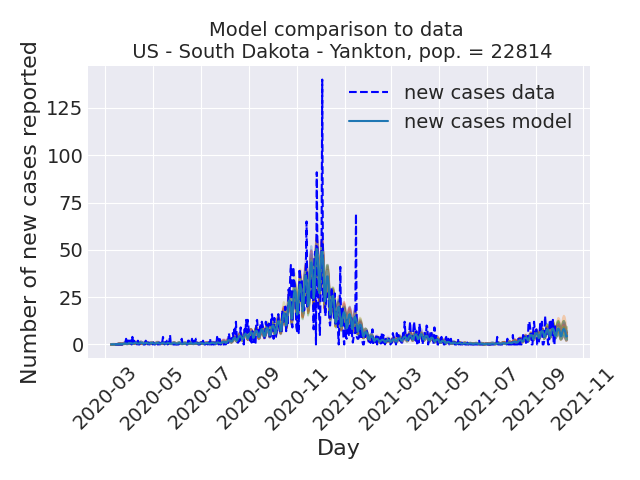 Model comparison to data
US - South Dakota - Yankton, pop. = 22814
Number of new cases reported
125
100
75
50
25
0
new cases data
new cases model
2020-03
2020-05
2020-07
2020-09
2020-11
2021-01
2021-03
2021-05
2021-07
2021-09
2021-11
Day